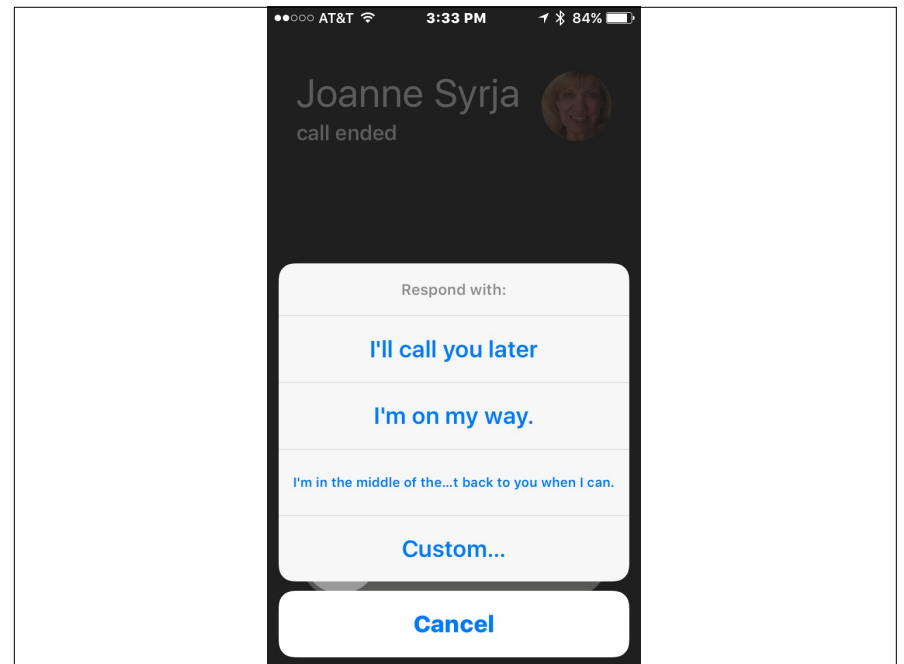 AT&T 3:33 PM 84%
Joanne Syrja
call ended
Respond with:
I'll call you later
I'm on my way.
I'm in the middle of the...t back to you when I can.
Custom...
Cancel